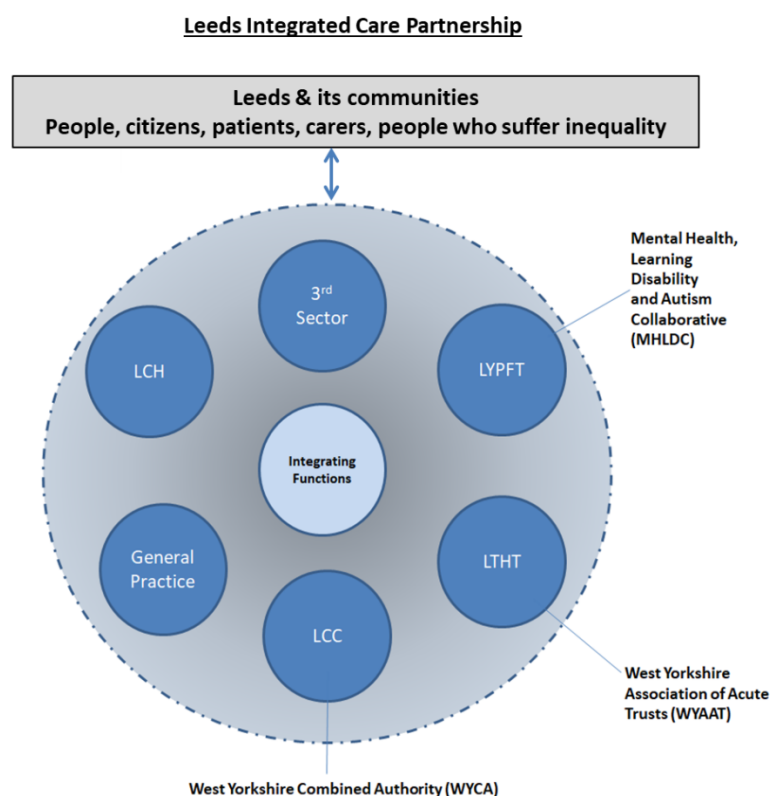 Leeds Integrated Care Partnership
Leeds & its communities
People, citizens, patients, carers, people who suffer inequality
3rd
Sector
Mental Health,
Learning
Disability
and Autism
Collaborative
(MHLDC)
LCH
LYPFT
Integrating
Functions
General
Practice
LTHT
LCC
West Yorkshire
Association of Acute
Trusts (WYAAT)
West Yorkshire Combined Authority (WYCA)